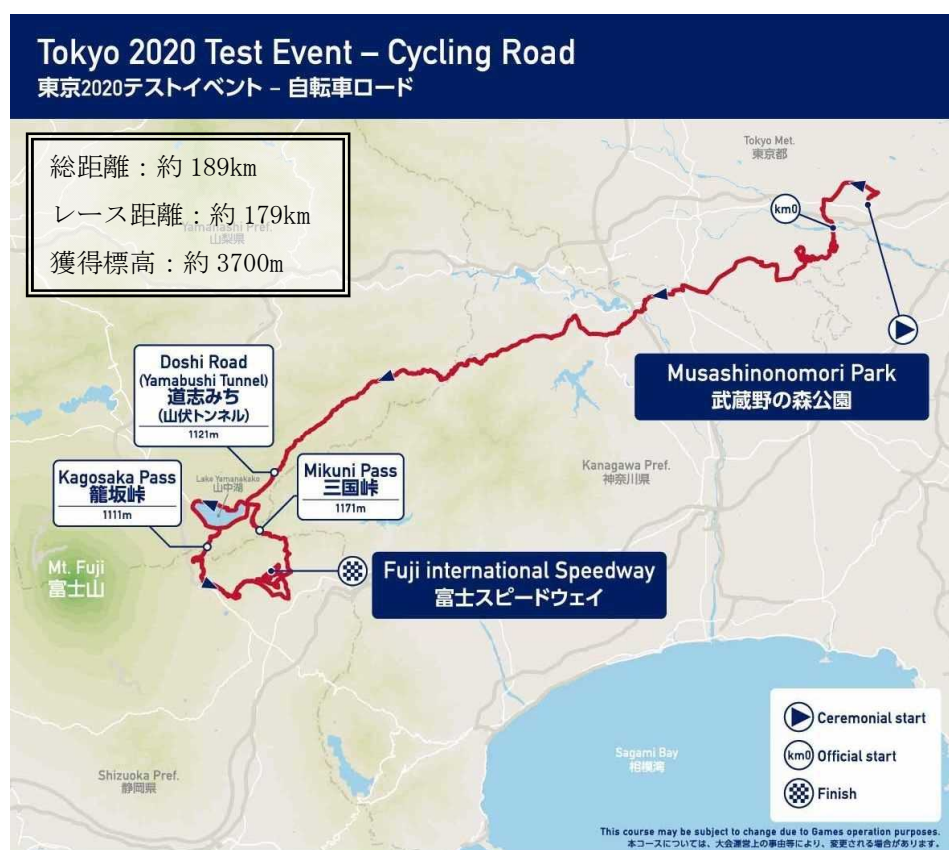 Tokyo 2020 Test Event – Cycling Road
東京2020テストイベント – 自転車ロード
総距離：約 189km
レース距離：約 179km
獲得標高：約 3700m
Yamanashi Pref.
山梨県
Tokyo Met.
東京都
km0
Musashinonomori Park
武蔵野の森公園
Doshi Road
(Yamabushi Tunnel)
道志みち
(山伏トンネル)
1121m
Kagosaka Pass
籠坂峠
1111m
Lake Yamanakako
山中湖
Mikuni Pass
三国峠
1171m
Kanagawa Pref.
神奈川県
Mt. Fuji
富士山
Fuji international Speedway
富士スピードウェイ
Shizuoka Pref.
静岡県
Sagami Bay
相模湾
Ceremonial start
km0 Official start
Finish
This course may be subject to change due to Games operation purposes.
本コースについては、大会運営上の事由等により、変更される場合があります。